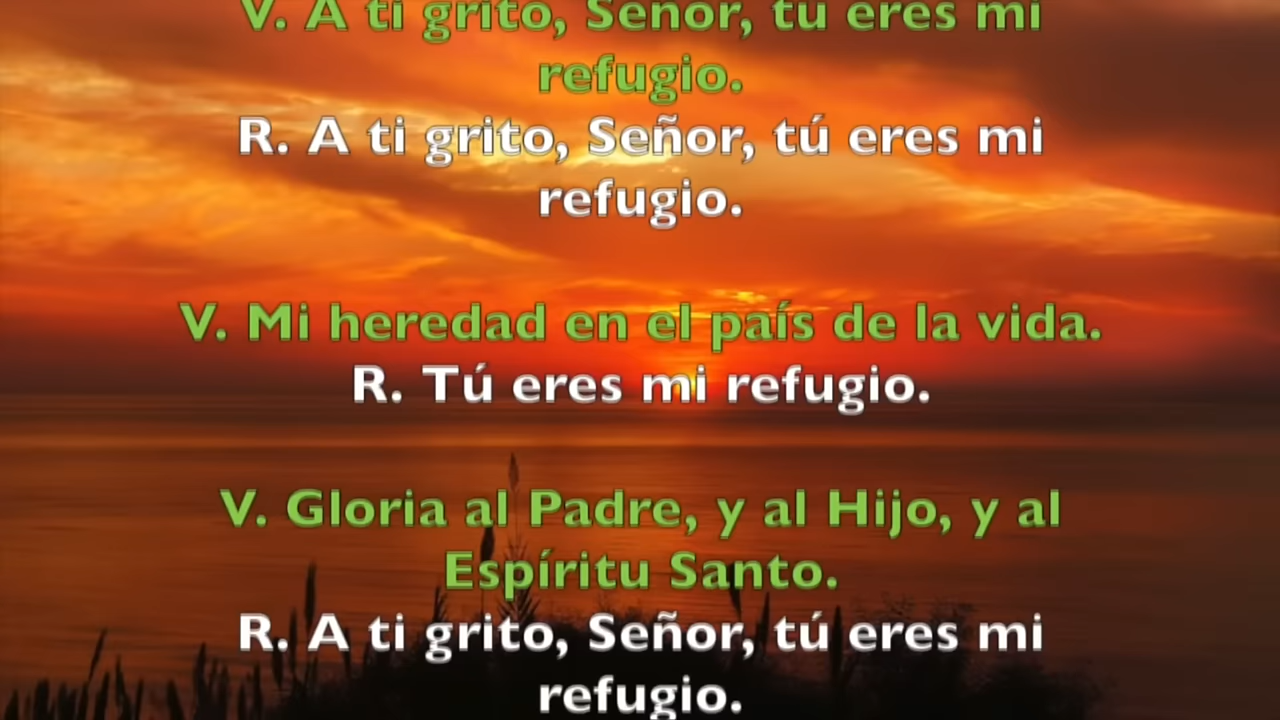 V. A ti grito, Señor, tú eres mi
refugio.
R. A ti grito, Señor, tú eres mi
refugio.
V. Mi heredad en el país de la vida.
R. Tú eres mi refugio.
V. Gloria al Padre, y al Hijo, y al
Espíritu Santo.
R. A ti grito, Señor, tú eres mi
refugio.